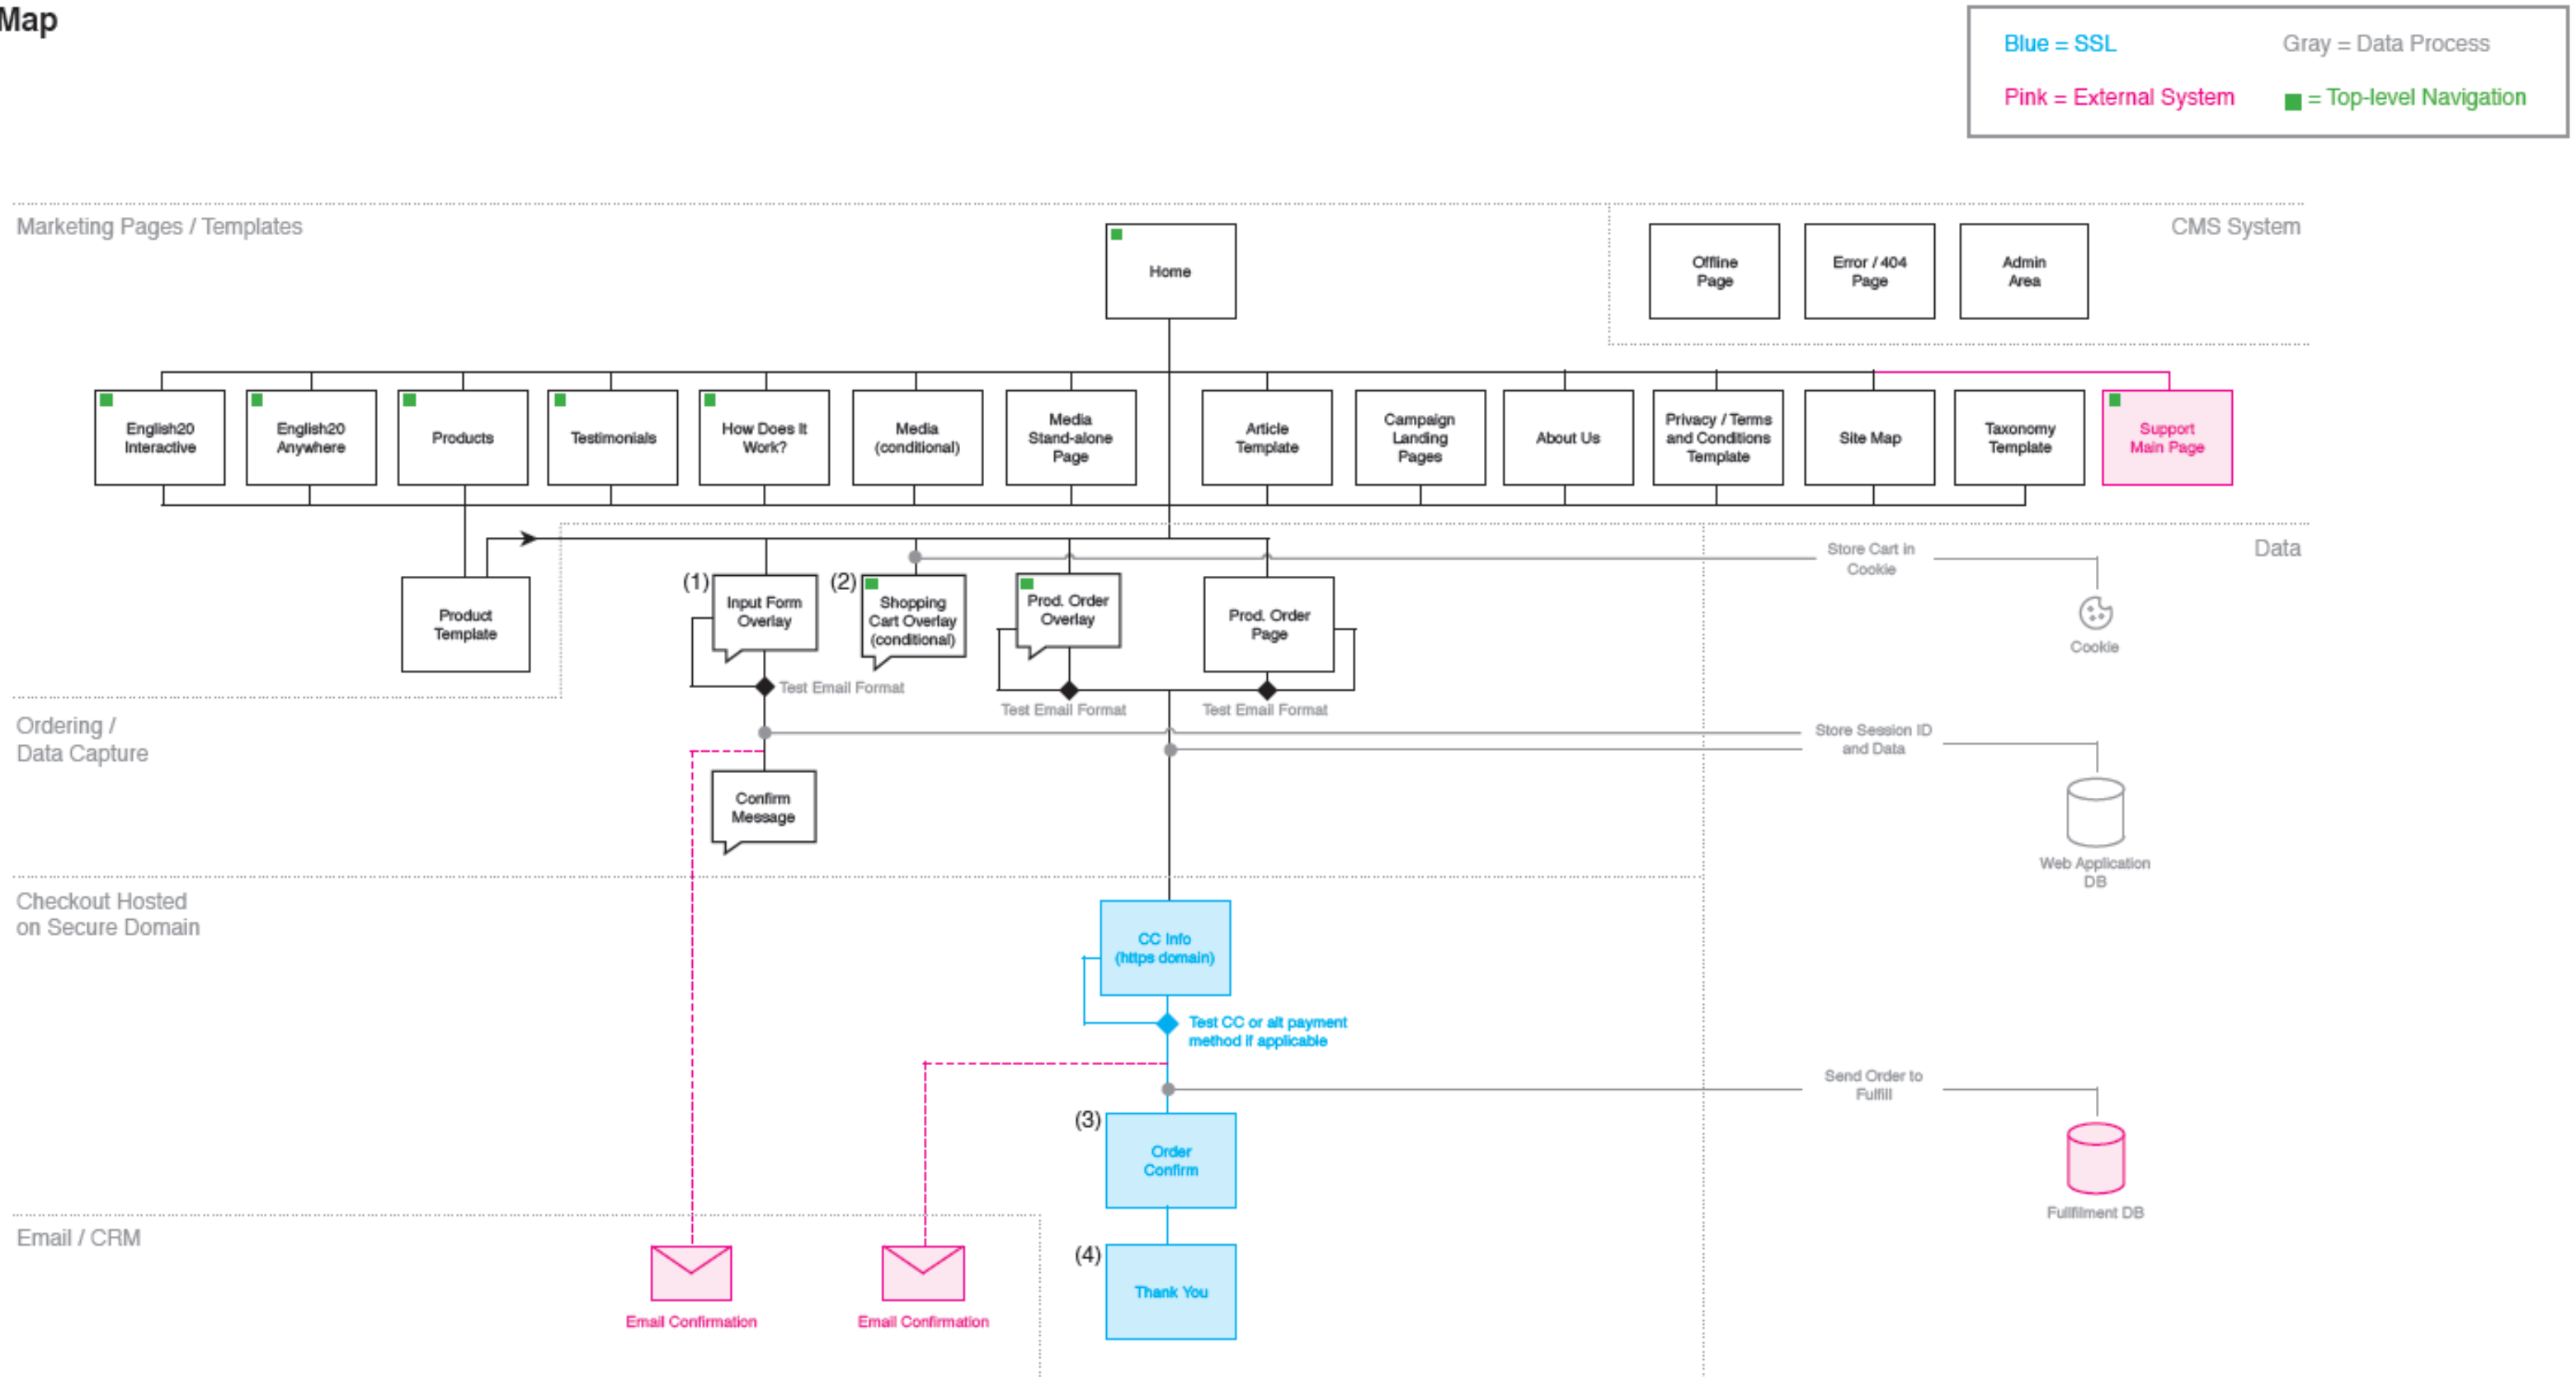 Map
Blue = SSL
Gray = Data Process
Pink = External System
= Top-level Navigation
Marketing Pages / Templates
CMS System
Home
Offline
Page
Error / 404
Page
Admin
Area
English20
Interactive
English20
Anywhere
Products
Testimonials
How Does It
Work?
Media
(conditional)
Media
Stand-alone
Page
Article
Template
Campaign
Landing
Pages
About Us
Privacy / Terms
and Conditions
Template
Site Map
Taxonomy
Template
Support
Main Page
Data
Store Cart in
Cookie
Cookie
Product
Template
(1)
Input Form
Overlay
(2)
Shopping
Cart Overlay
(conditional)
Prod. Order
Overlay
Prod. Order
Page
Test Email Format
Test Email Format
Test Email Format
Ordering /
Data Capture
Store Session ID
and Data
Confirm
Message
Web Application
DB
Checkout Hosted
on Secure Domain
CC Info
(https domain)
Test CC or alt payment
method if applicable
Send Order to
Fulfill
(3)
Order
Confirm
Fullfilment DB
Email / CRM
(4)
Thank You
Email Confirmation
Email Confirmation